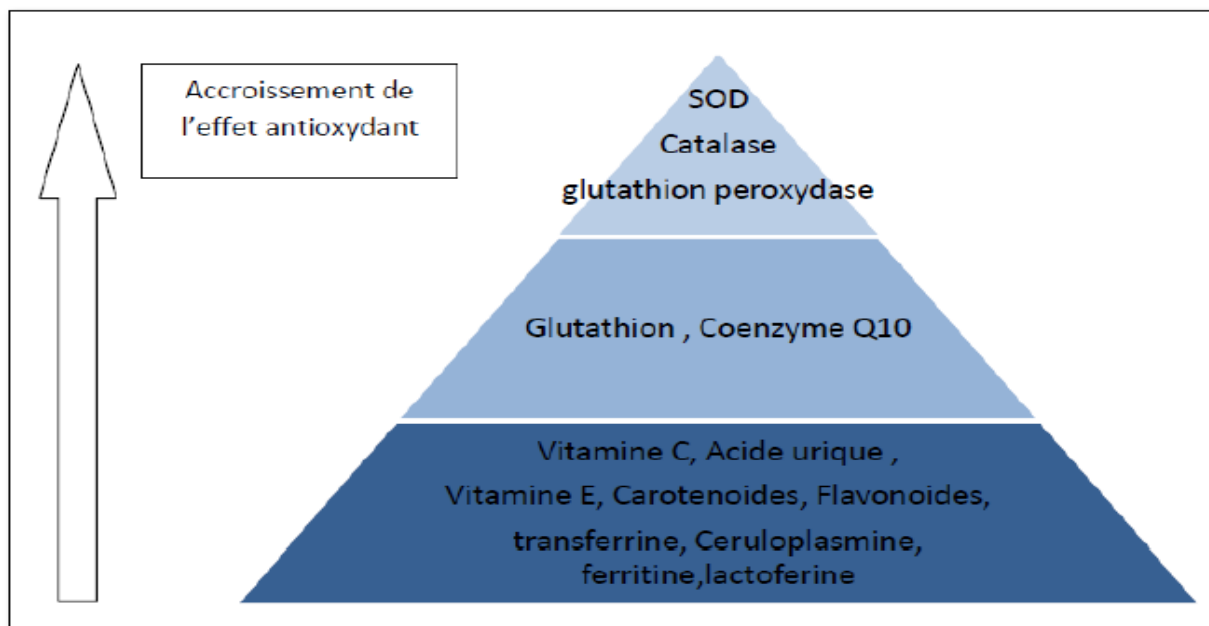 Accroissement de
l'effet antioxydant
SOD
Catalase
glutathion peroxydase
Glutathion , Coenzyme Q10
Vitamine C, Acide urique ,
Vitamine E, Carotenoides, Flavonoides,
transferrine, Ceruloplasmine,
ferritine,lactoferine